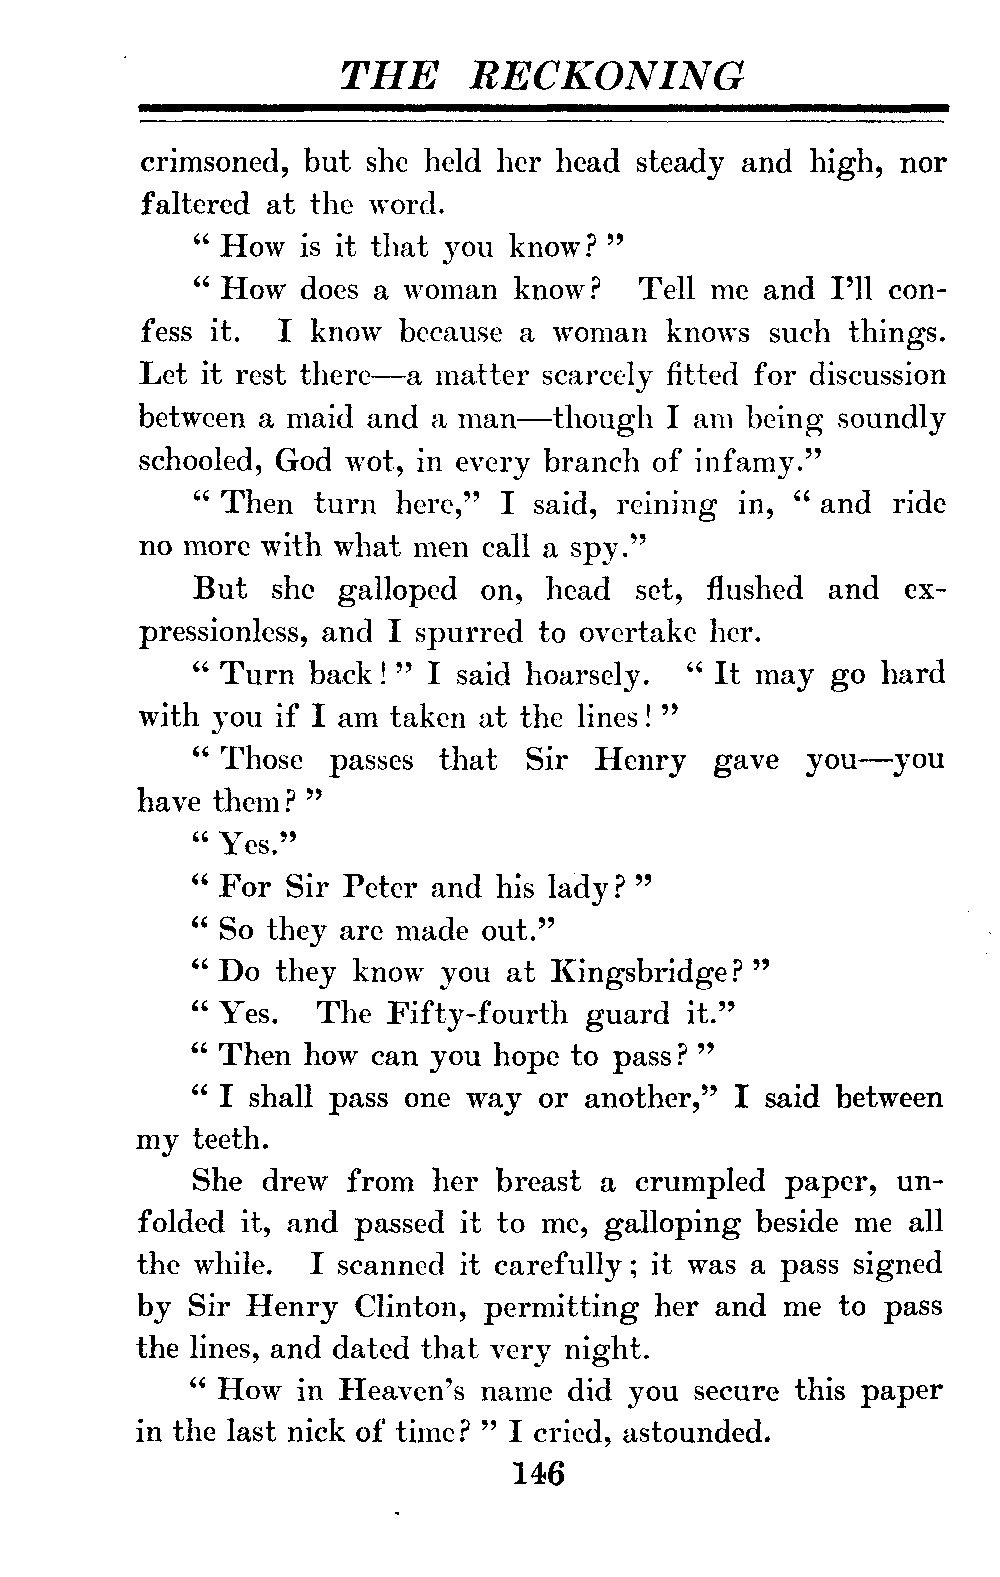 THE RECKONING
crimsoned, but she held her head steady and high, nor
faltered at the word.
“ How is it that you know? ”
“ How does a woman know? Tell me and I’ll con-
fess it. I know because a woman knows such things.
Let it rest there—a matter scarcely fitted for discussion
between a maid and a man—though I am being soundly
schooled, God wot, in every branch of infamy.”
“ Then turn here,” I said, reining in, “ and ride
no more with what men call a spy.”
But she galloped on, head set, flushed and ex-
pressionless, and I spurred to overtake her.
“ Turn back! ” I said hoarsely. “ It may go hard
with you if I am taken at the lines! ”
“ Those passes that Sir Henry gave you—you
have them? ”
“ Yes.”
“ For Sir Peter and his lady? ”
“ So they are made out.”
“ Do they know you at Kingsbridge? ”
“ Yes. The Fifty-fourth guard it.”
“ Then how can you hope to pass? ”
“ I shall pass one way or another,” I said between
my teeth.
She drew from her breast a crumpled paper, un-
folded it, and passed it to me, galloping beside me all
the while. I scanned it carefully; it was a pass signed
by Sir Henry Clinton, permitting her and me to pass
the lines, and dated that very night.
“ How in Heaven’s name did you secure this paper
in the last nick of time? ” I cried, astounded.
146